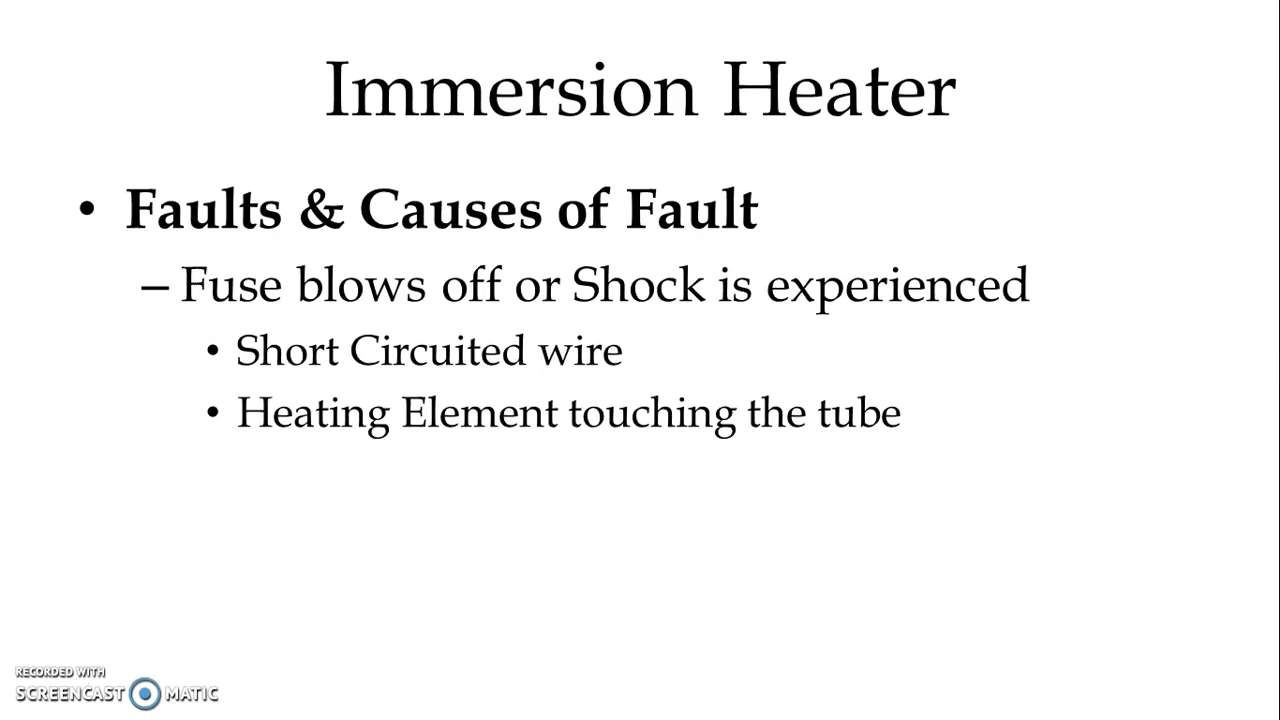 Immersion Heater
• Faults & Causes of Fault
– Fuse blows off or Shock is experienced
• Short Circuited wire
• Heating Element touching the tube
RECORDED WITH
SCREENCAST MATIC